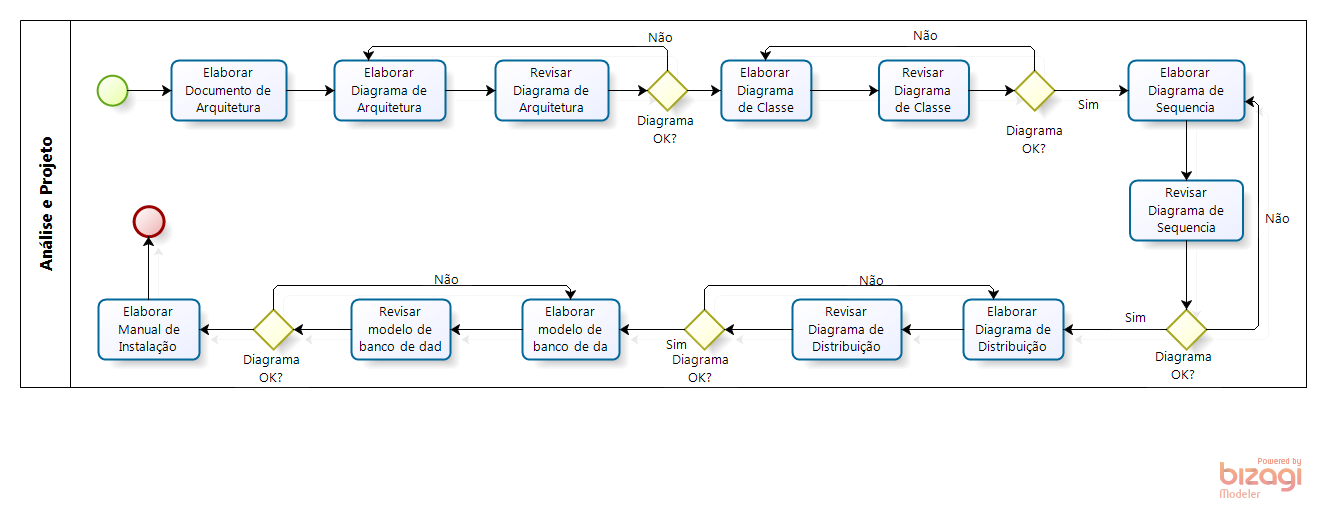 Análise e Projeto
Elaborar
Documento de
Arquitetura
Elaborar
Diagrama de
Arquitetura
Revisar
Diagrama de
Arquitetura
Não
Diagrama
OK?
Elaborar
Diagrama
de Classe
Revisar
Diagrama
de Classe
Não
Diagrama
OK?
Sim
Elaborar
Diagrama de
Sequencia
Revisar
Diagrama de
Sequencia
Não
Diagrama
OK?
Sim
Elaborar
Diagrama de
Distribuição
Revisar
Diagrama de
Distribuição
Não
Sim
Diagrama
OK?
Elaborar
modelo de
banco de da
Revisar
modelo de
banco de dad
Não
Diagrama
OK?
Elaborar
Manual de
Instalação
Powered by
bizagi
Modeler